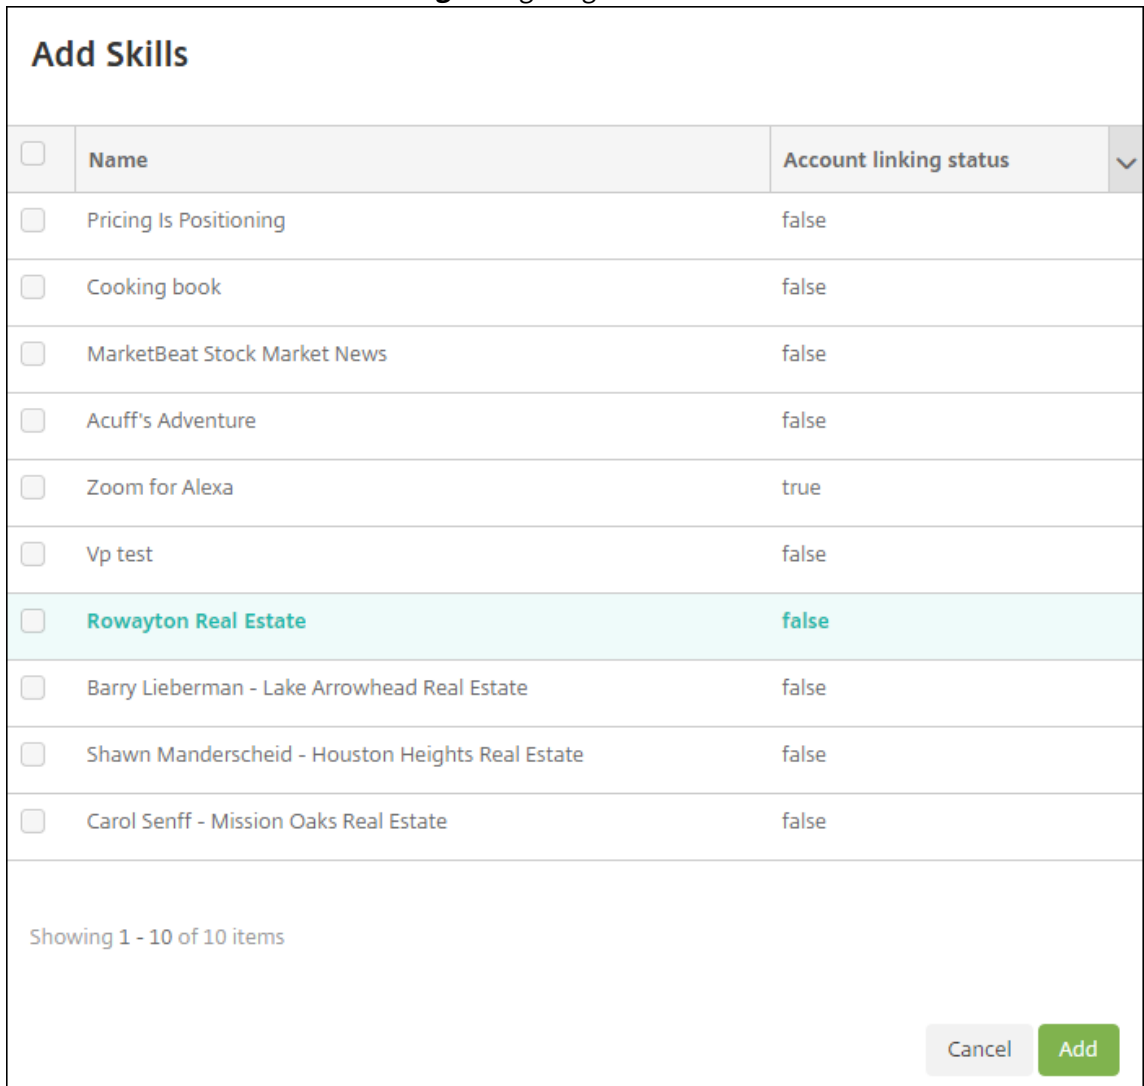 Add Skills
Name Account linking status
Pricing Is Positioning false
Cooking book false
MarketBeat Stock Market News false
Acuff's Adventure false
Zoom for Alexa true
Vp test false
Rowayton Real Estate false
Barry Lieberman - Lake Arrowhead Real Estate false
Shawn Manderscheid - Houston Heights Real Estate false
Carol Senff - Mission Oaks Real Estate false
Showing 1 - 10 of 10 items
Cancel Add